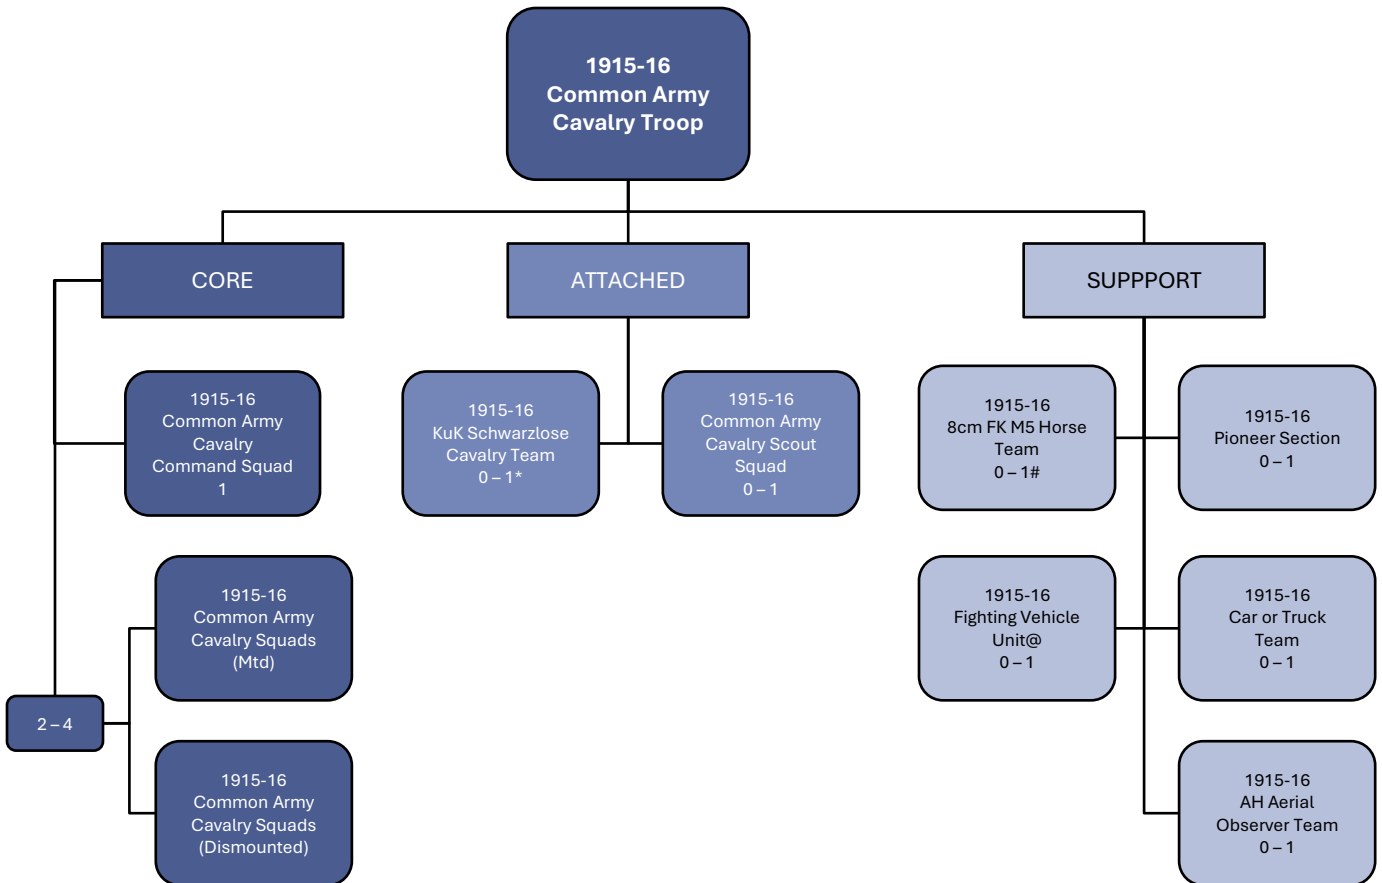 1915-16
Common Army
Cavalry Troop
CORE
ATTACHED
SUPPPORT
1915-16
Common Army
Cavalry
Command Squad
1
1915-16
KuK Schwarzlose
Cavalry Team
0 – 1*
1915-16
Common Army
Cavalry Scout
Squad
0 – 1
1915-16
8cm FK M5 Horse
Team
0 – 1#
1915-16
Pioneer Section
0 – 1
2 – 4
1915-16
Common Army
Cavalry Squads
(Mtd)
1915-16
Common Army
Cavalry Squads
(Dismounted)
1915-16
Fighting Vehicle
Unit@
0 – 1
1915-16
Car or Truck
Team
0 – 1
1915-16
AH Aerial
Observer Team
0 – 1